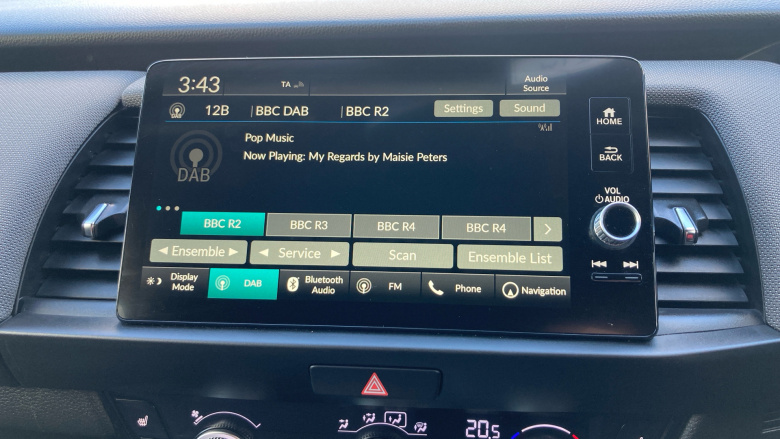 3:43 TA Audio Source
DAB 12B BBC DAB BBC R2 Settings Sound
HOME
BACK
Pop Music
Now Playing: My Regards by Maisie Peters
DAB
VOL
AUDIO
BBC R2 BBC R3 BBC R4 BBC R4
Ensemble Service Scan Ensemble List
Display Mode DAB Bluetooth Audio FM Phone Navigation
20.5